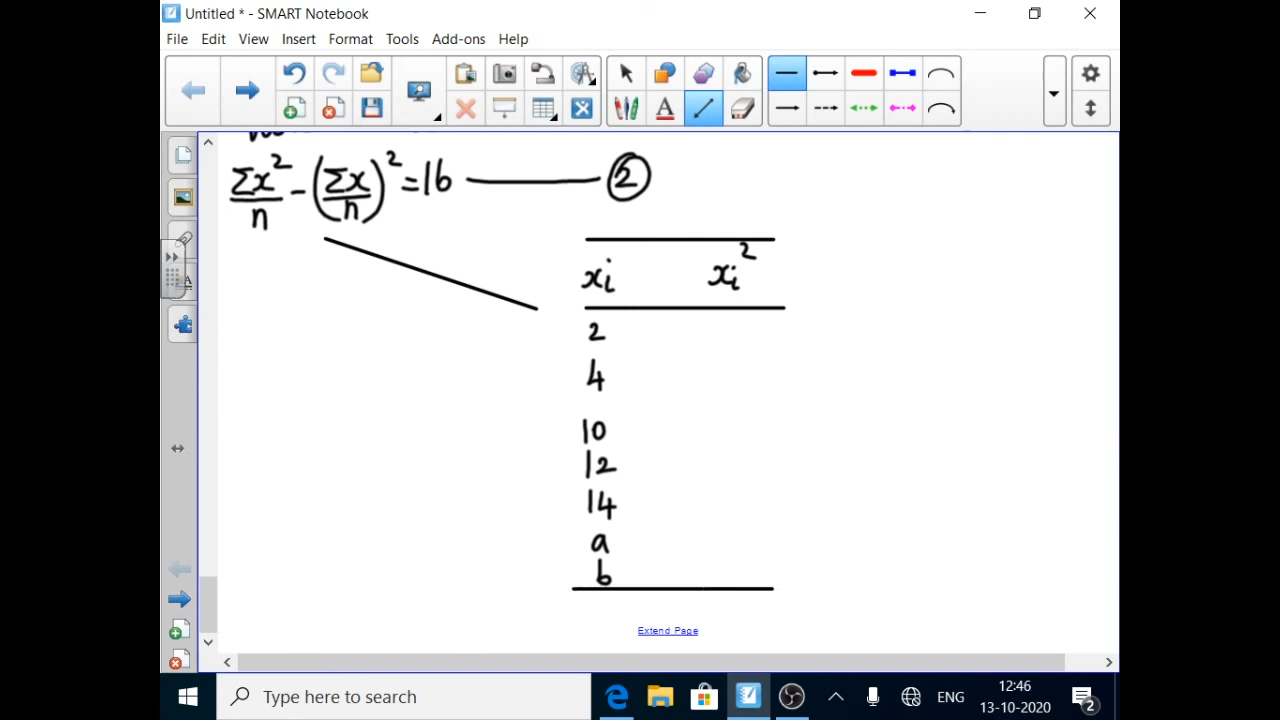 Untitled * - SMART Notebook
File Edit View Insert Format Tools Add-ons Help
Σx²/n - (Σx/n)² = 16 ——— ②
xi xi²
2
4
10
12
14
a
b
Extend Page
Type here to search
ENG
12:46
13-10-2020
2